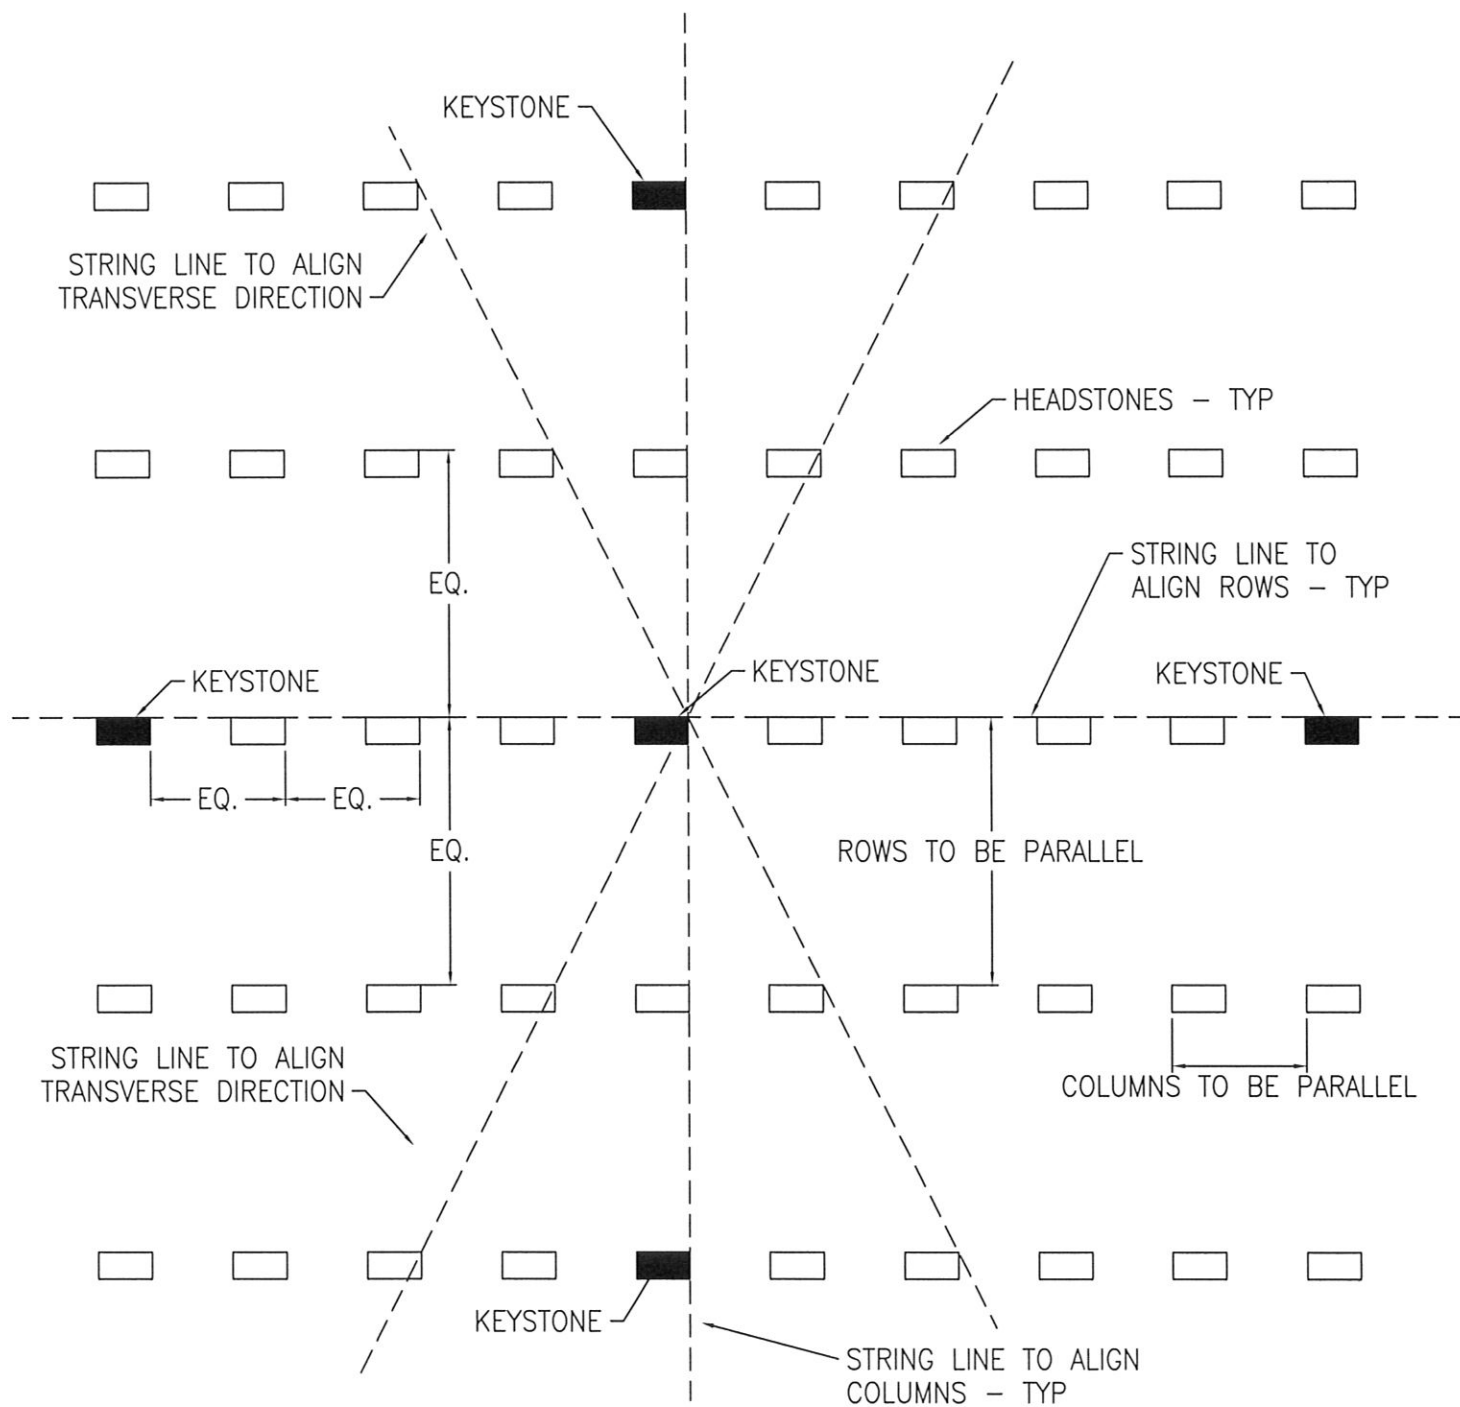 KEYSTONE
STRING LINE TO ALIGN
TRANSVERSE DIRECTION
HEADSTONES – TYP
EQ.
STRING LINE TO
ALIGN ROWS – TYP
KEYSTONE
KEYSTONE
KEYSTONE
EQ.
EQ.
EQ.
ROWS TO BE PARALLEL
STRING LINE TO ALIGN
TRANSVERSE DIRECTION
COLUMNS TO BE PARALLEL
KEYSTONE
STRING LINE TO ALIGN
COLUMNS – TYP